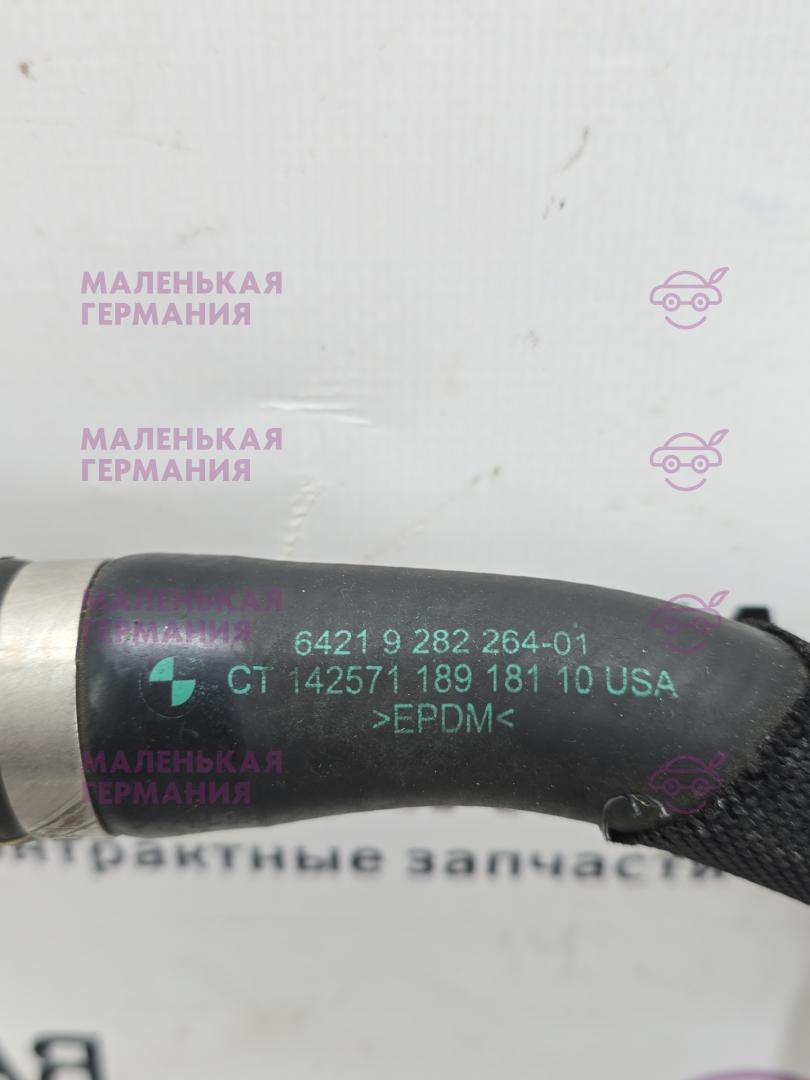 МАЛЕНЬКАЯ
ГЕРМАНИЯ
МАЛЕНЬКАЯ
ГЕРМАНИЯ
МАЛЕНЬКАЯ
ГЕРМАНИЯ
6421 9 282 264-01
CT 142571 189 181 10 USA
>EPDM<
МАЛЕНЬКАЯ
ГЕРМАНИЯ
запчасти